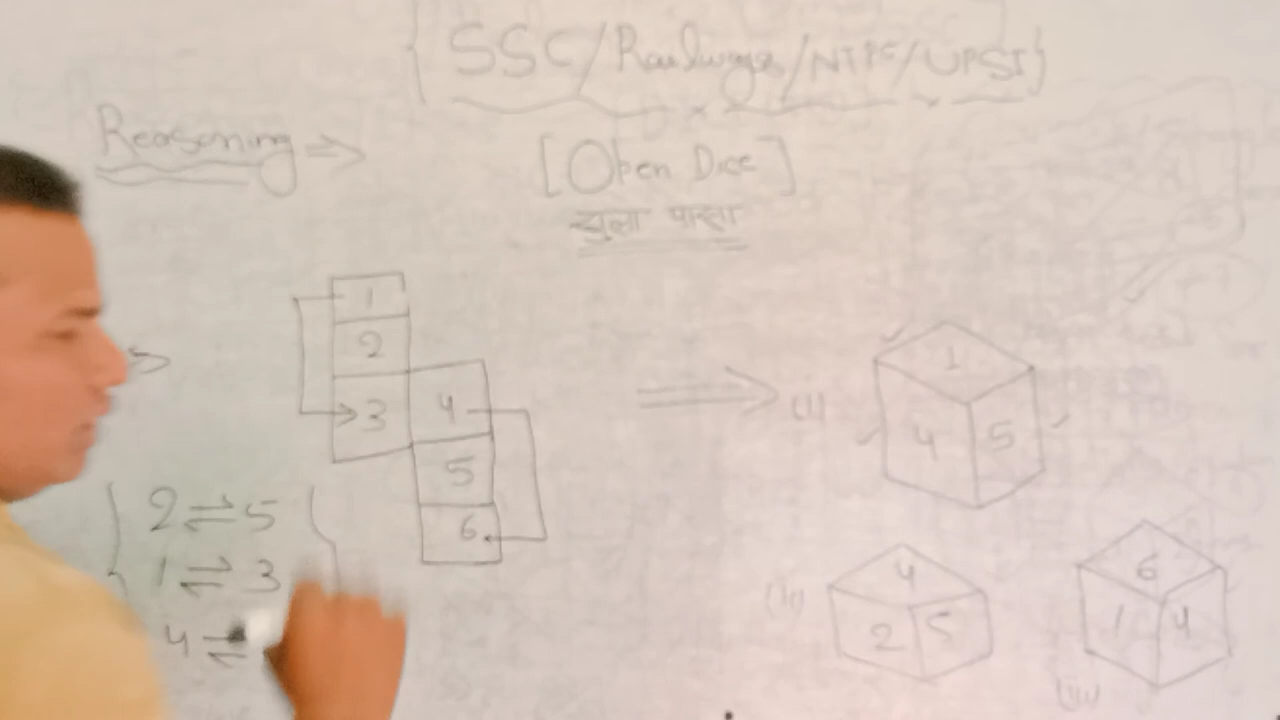 {SSC/Railways/NTPC/UPSI}
Reasoning ⇒
[Open Dice]
खुला पासा
1
2
3 4
5
6
⇒ (i)
1
4 5
2 ⇌ 5
1 ⇌ 3
4 ⇌
(ii)
4
2 5
6
1 4
(iii)